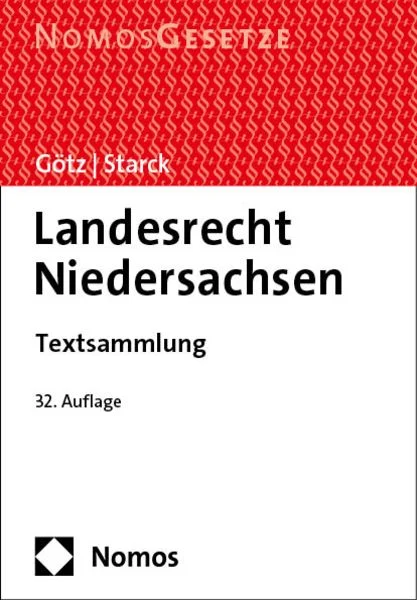 NomosGesetze
Götz | Starck
Landesrecht
Niedersachsen
Textsammlung
32. Auflage
Nomos